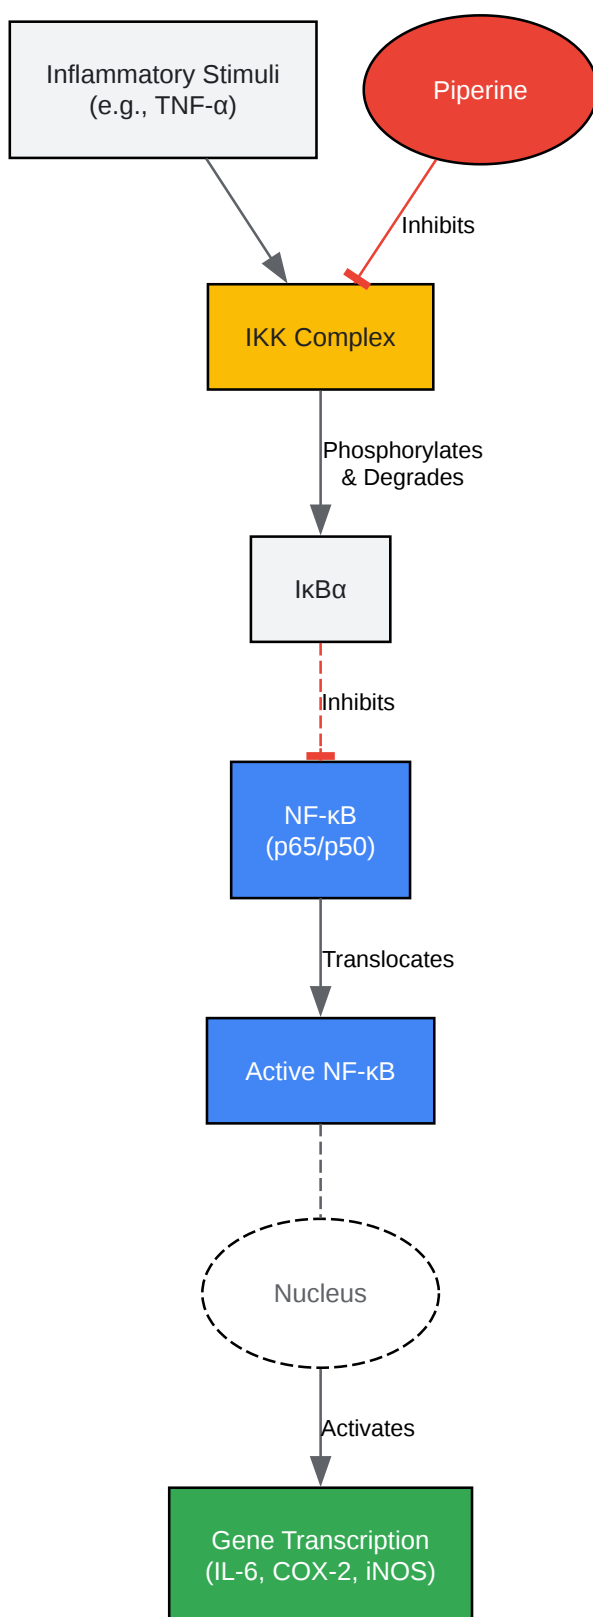 Inflammatory Stimuli
(e.g., TNF-α)
Piperine
Inhibits
IKK Complex
Phosphorylates
& Degrades
IκBα
Inhibits
NF-κB
(p65/p50)
Translocates
Active NF-κB
Nucleus
Activates
Gene Transcription
(IL-6, COX-2, iNOS)